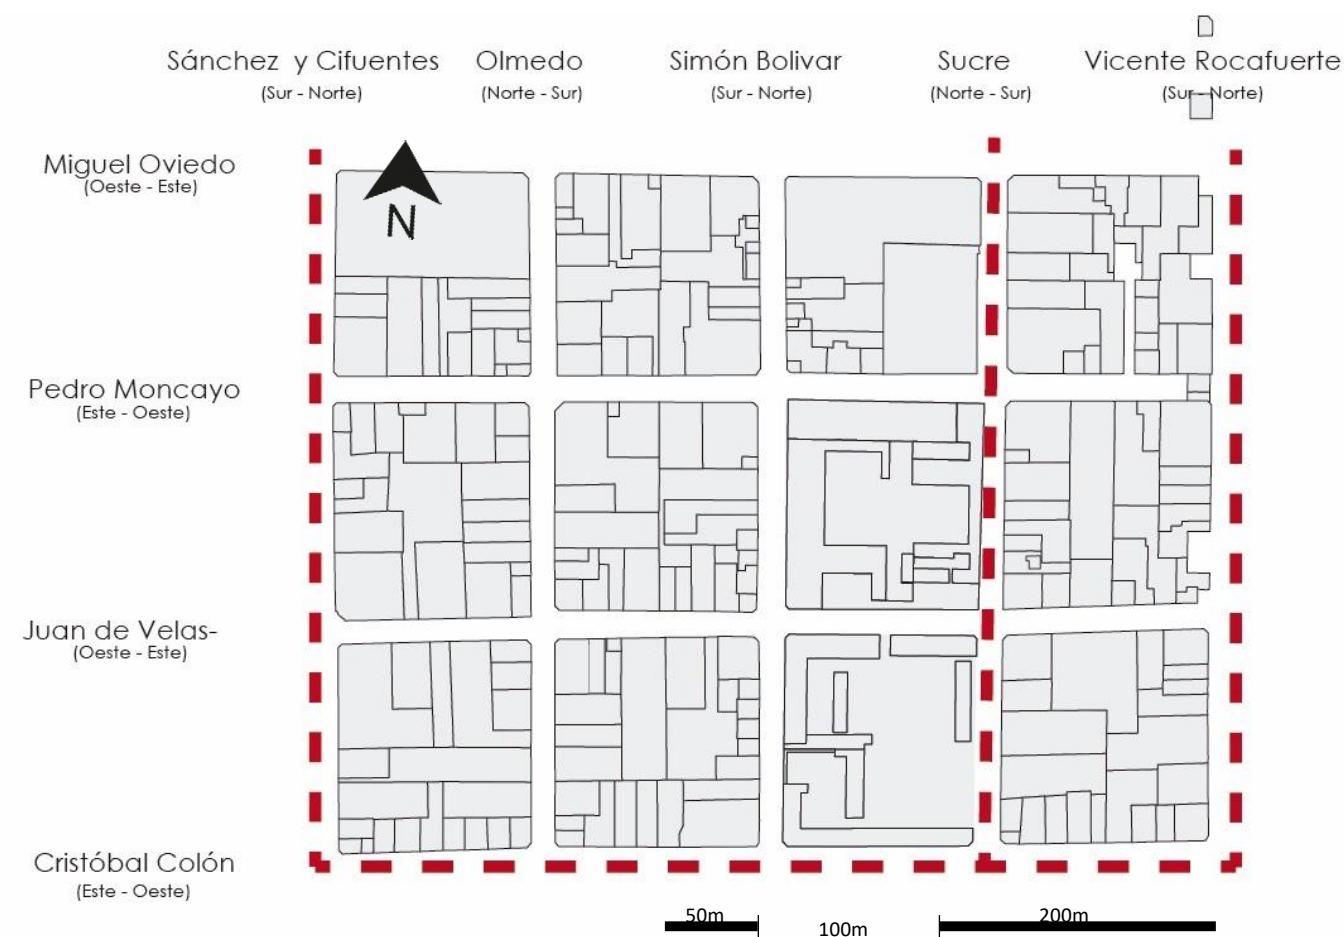 Sánchez y Cifuentes Olmedo Simón Bolivar Sucre Vicente Rocafuerte
(Sur - Norte) (Norte - Sur) (Sur - Norte) (Norte - Sur) (Sur - Norte)
Miguel Oviedo
(Oeste - Este)
N
Pedro Moncayo
(Este - Oeste)
Juan de Velas-
(Oeste - Este)
Cristóbal Colón
(Este - Oeste)
50m 100m 200m